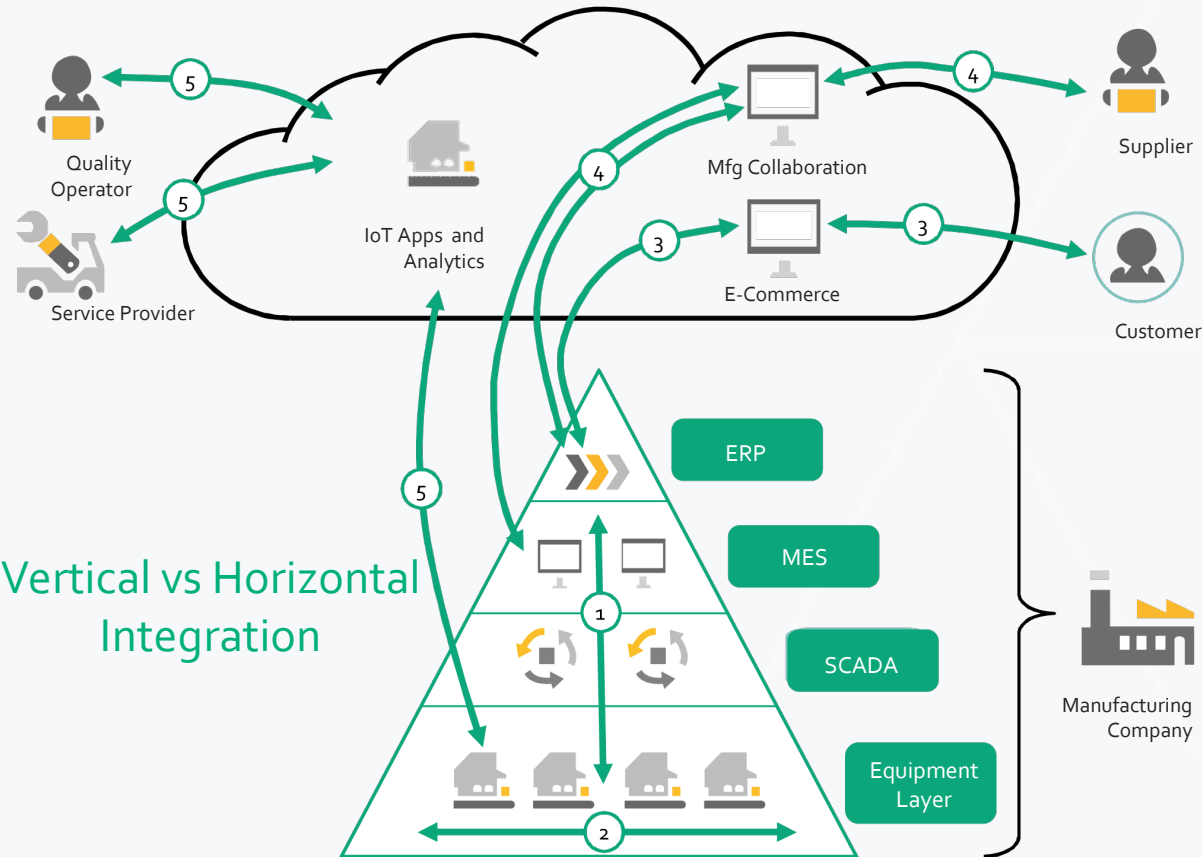 5
4
Quality
Operator
Mfg Collaboration
Supplier
4
5
Service Provider
IoT Apps and
Analytics
3
3
E-Commerce
Customer
ERP
5
MES
Vertical vs Horizontal
Integration
1
SCADA
Manufacturing
Company
Equipment
Layer
2